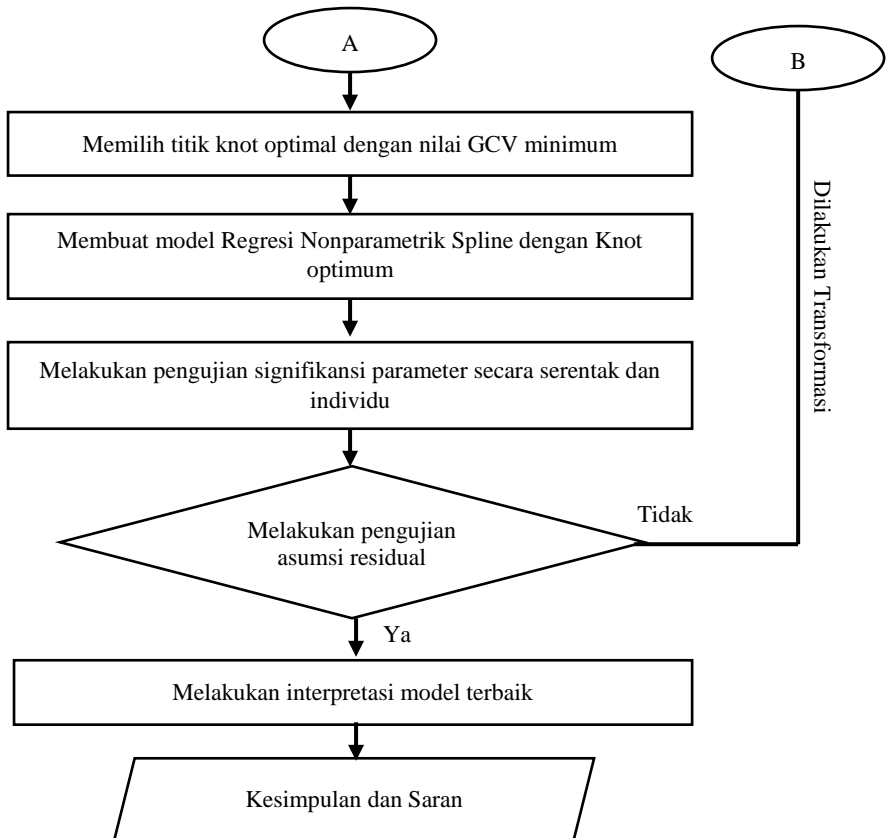 A
B
Memilih titik knot optimal dengan nilai GCV minimum
Membuat model Regresi Nonparametrik Spline dengan Knot
optimum
Dilakukan Transformasi
Melakukan pengujian signifikansi parameter secara serentak dan
individu
Melakukan pengujian
asumsi residual
Tidak
Ya
Melakukan interpretasi model terbaik
Kesimpulan dan Saran